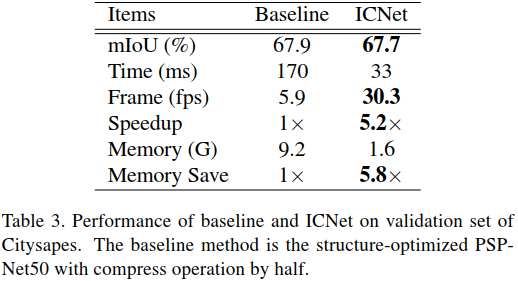 Items Baseline ICNet
mIoU (%) 67.9 67.7
Time (ms) 170 33
Frame (fps) 5.9 30.3
Speedup 1× 5.2×
Memory (G) 9.2 1.6
Memory Save 1× 5.8×
Table 3. Performance of baseline and ICNet on validation set of
Citysapes. The baseline method is the structure-optimized PSP-
Net50 with compress operation by half.